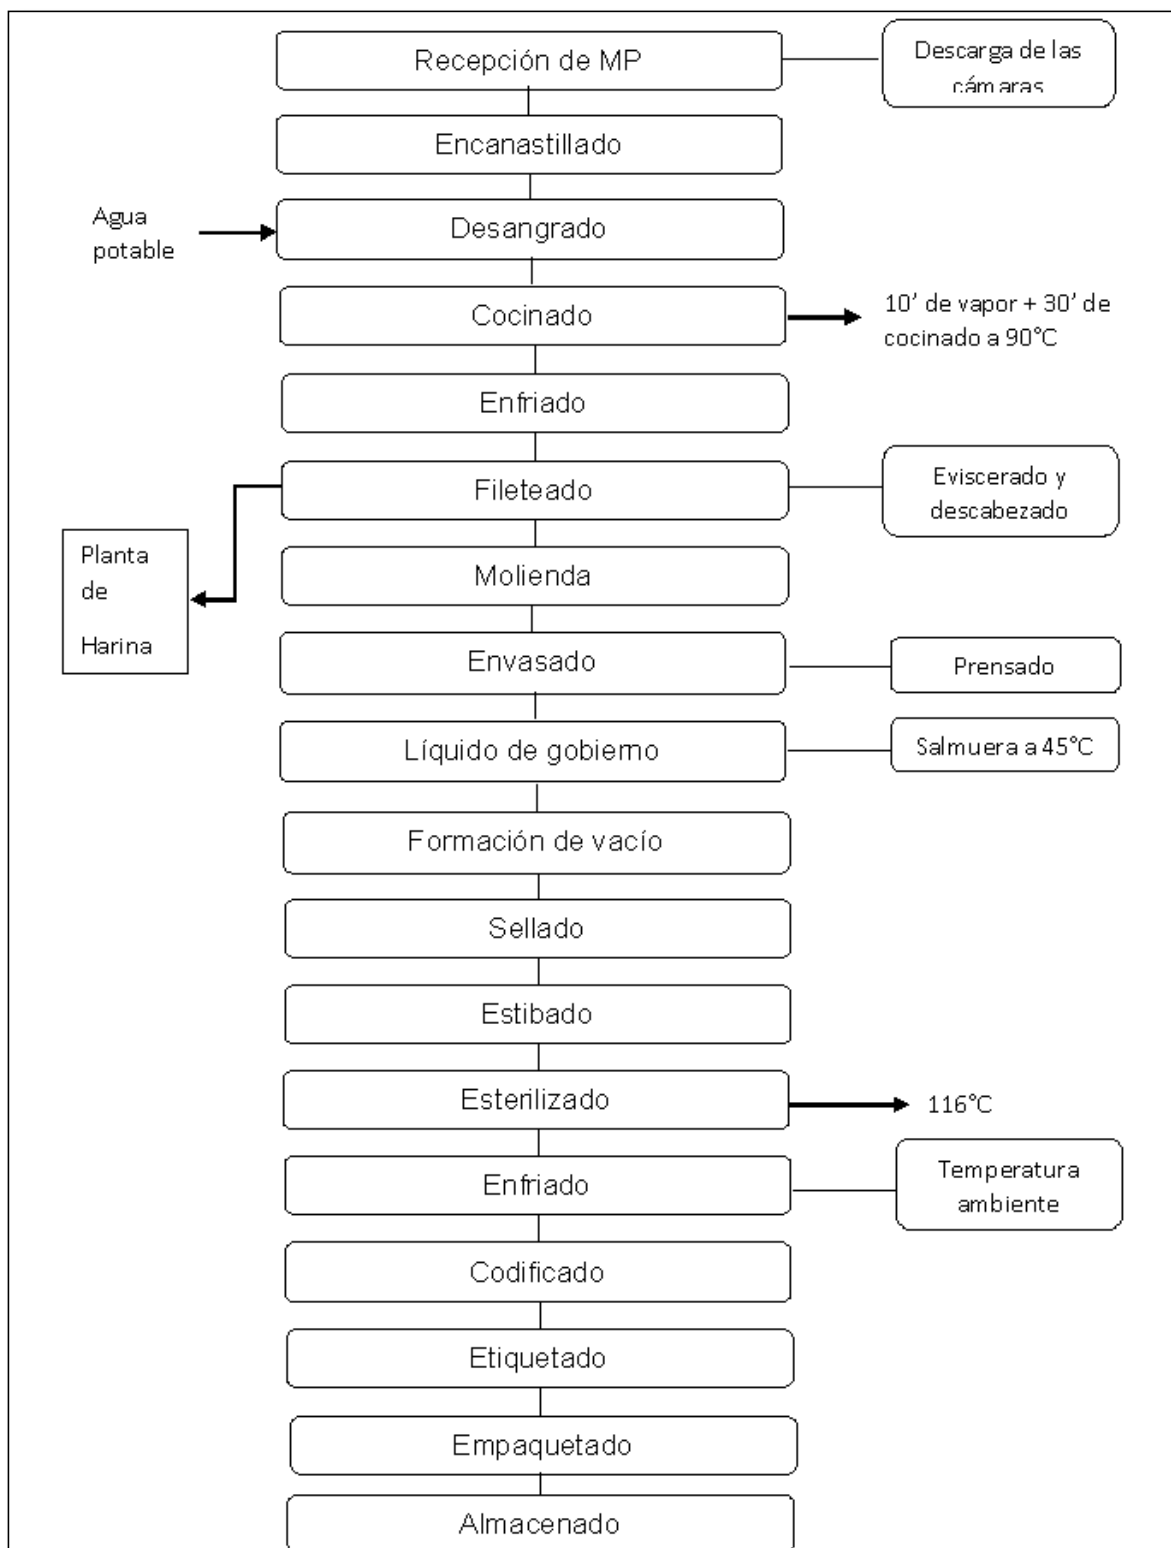 Recepción de MP
Descarga de las
cámaras
Encanastillado
Agua
potable
Desangrado
Cocinado
10’ de vapor + 30’ de
cocinado a 90°C
Enfriado
Fileteado
Eviscerado y
descabezado
Planta
de
Harina
Molienda
Envasado
Prensado
Líquido de gobierno
Salmuera a 45°C
Formación de vacío
Sellado
Estibado
Esterilizado
116°C
Enfriado
Temperatura
ambiente
Codificado
Etiquetado
Empaquetado
Almacenado